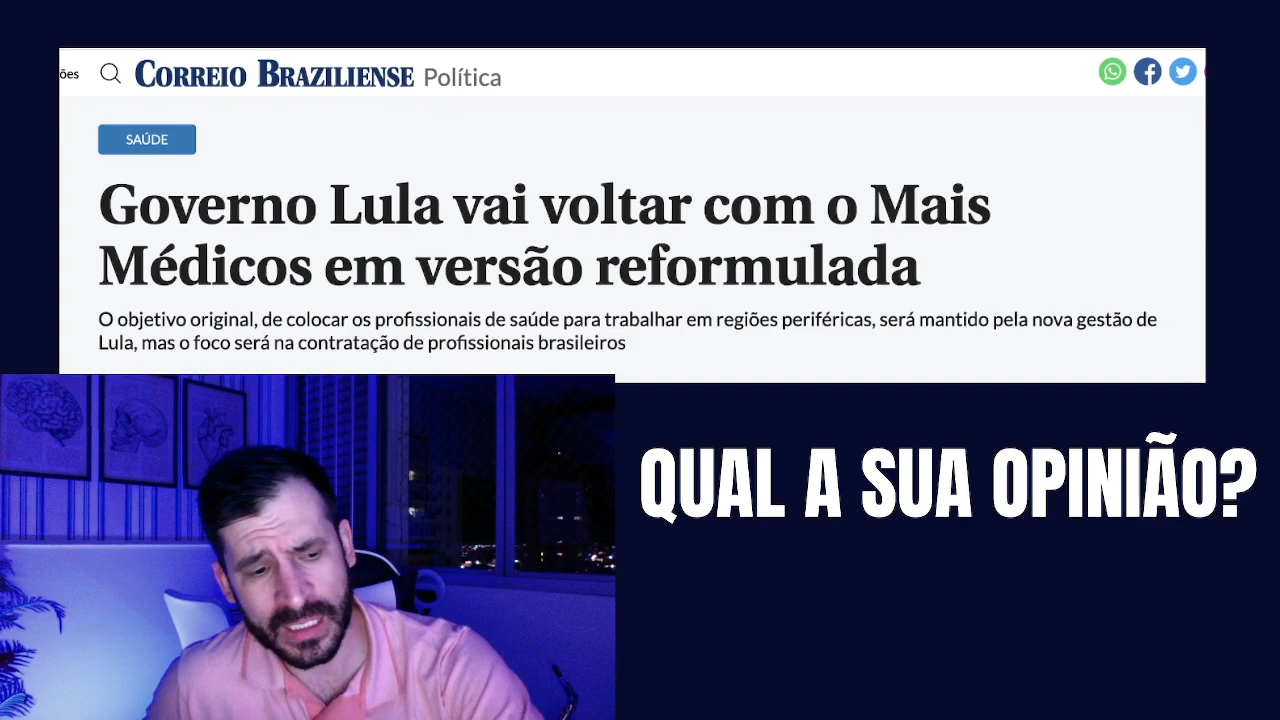 ões CORREIO BRAZILIENSE Política
SAÚDE
Governo Lula vai voltar com o Mais
Médicos em versão reformulada
O objetivo original, de colocar os profissionais de saúde para trabalhar em regiões periféricas, será mantido pela nova gestão de
Lula, mas o foco será na contratação de profissionais brasileiros
QUAL A SUA OPINIÃO?